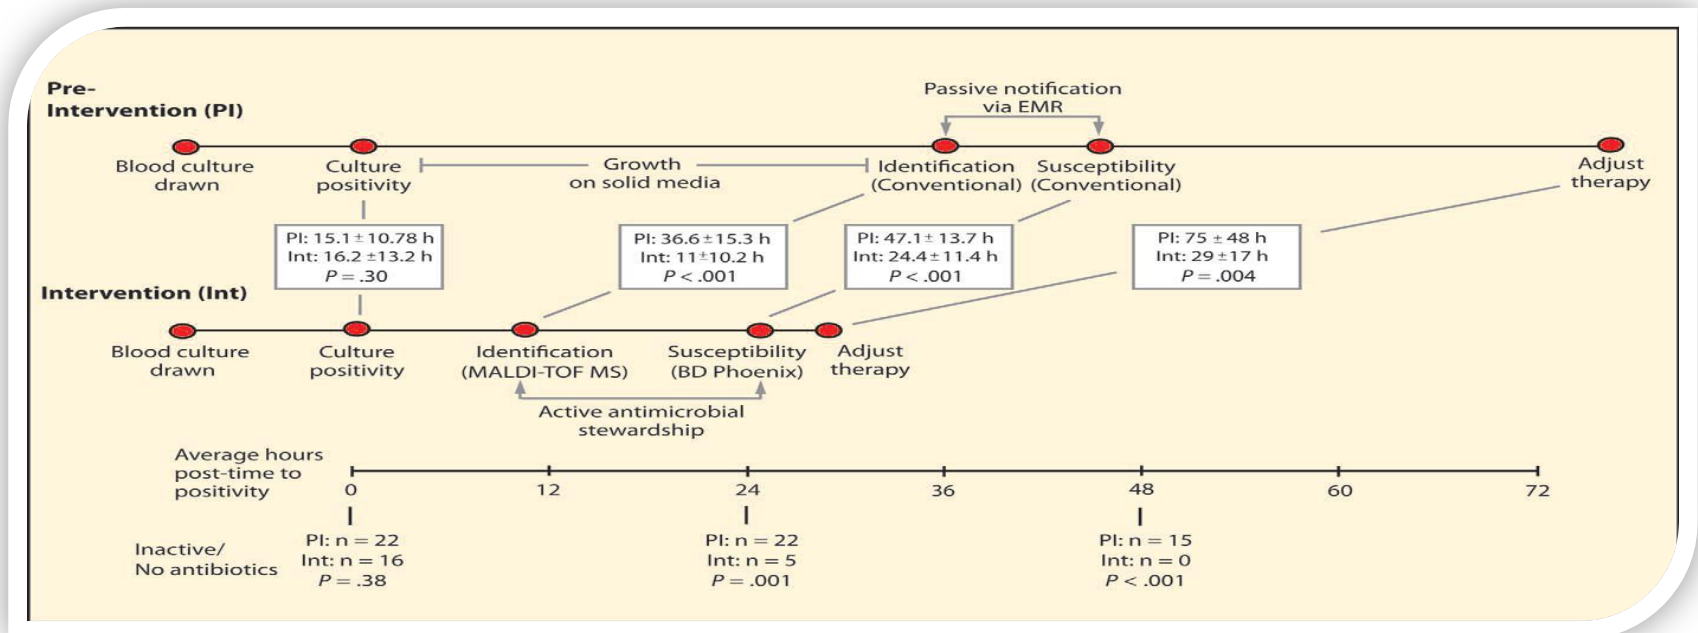 Pre-
Intervention (PI)
Passive notification
via EMR
Blood culture
drawn
Culture
positivity
Growth
on solid media
Identification
(Conventional)
Susceptibility
(Conventional)
Adjust
therapy
PI: 15.1±10.78 h
Int: 16.2 ±13.2 h
P = .30
PI: 36.6±15.3 h
Int: 11±10.2 h
P < .001
PI: 47.1±13.7 h
Int: 24.4±11.4 h
P < .001
PI: 75 ±48 h
Int: 29±17 h
P = .004
Intervention (Int)
Blood culture
drawn
Culture
positivity
Identification
(MALDI-TOF MS)
Susceptibility
(BD Phoenix)
Adjust
therapy
Active antimicrobial
stewardship
Average hours
post-time to
positivity
0 12 24 36 48 60 72
Inactive/
No antibiotics
PI: n = 22
Int: n = 16
P = .38
PI: n = 22
Int: n = 5
P = .001
PI: n = 15
Int: n = 0
P < .001